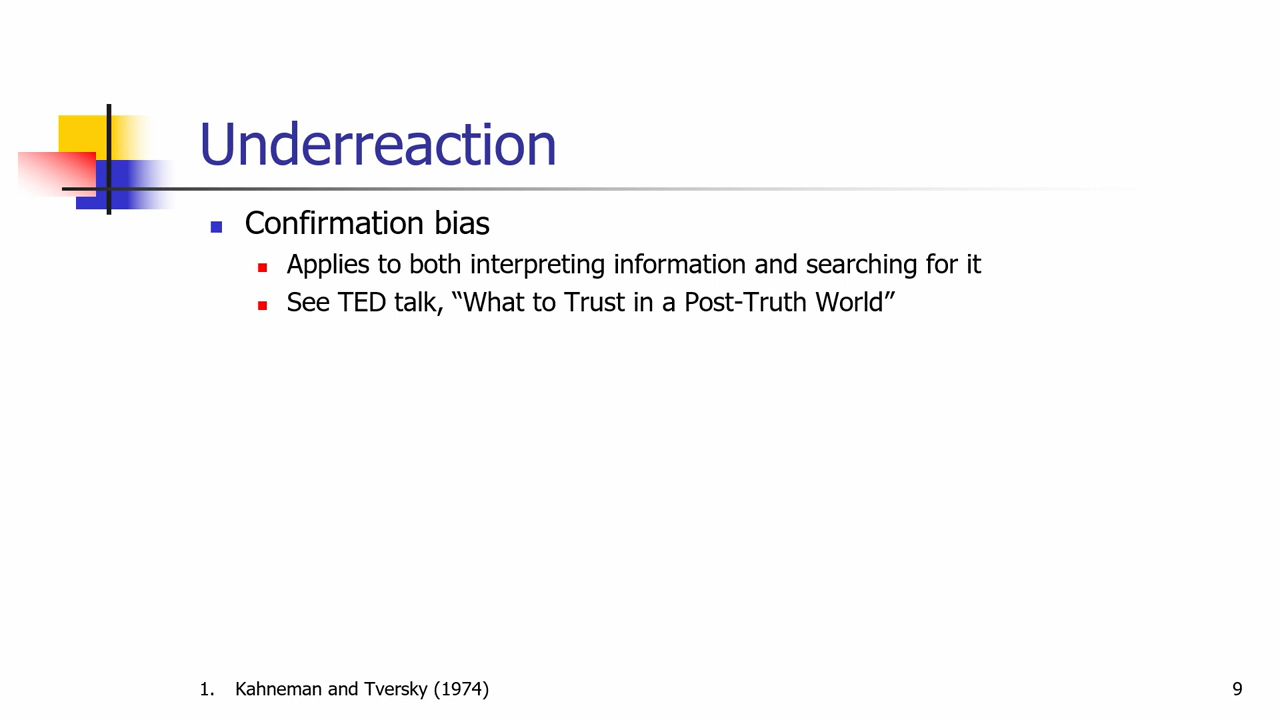 Underreaction
Confirmation bias
Applies to both interpreting information and searching for it
See TED talk, “What to Trust in a Post-Truth World”
1. Kahneman and Tversky (1974)
9